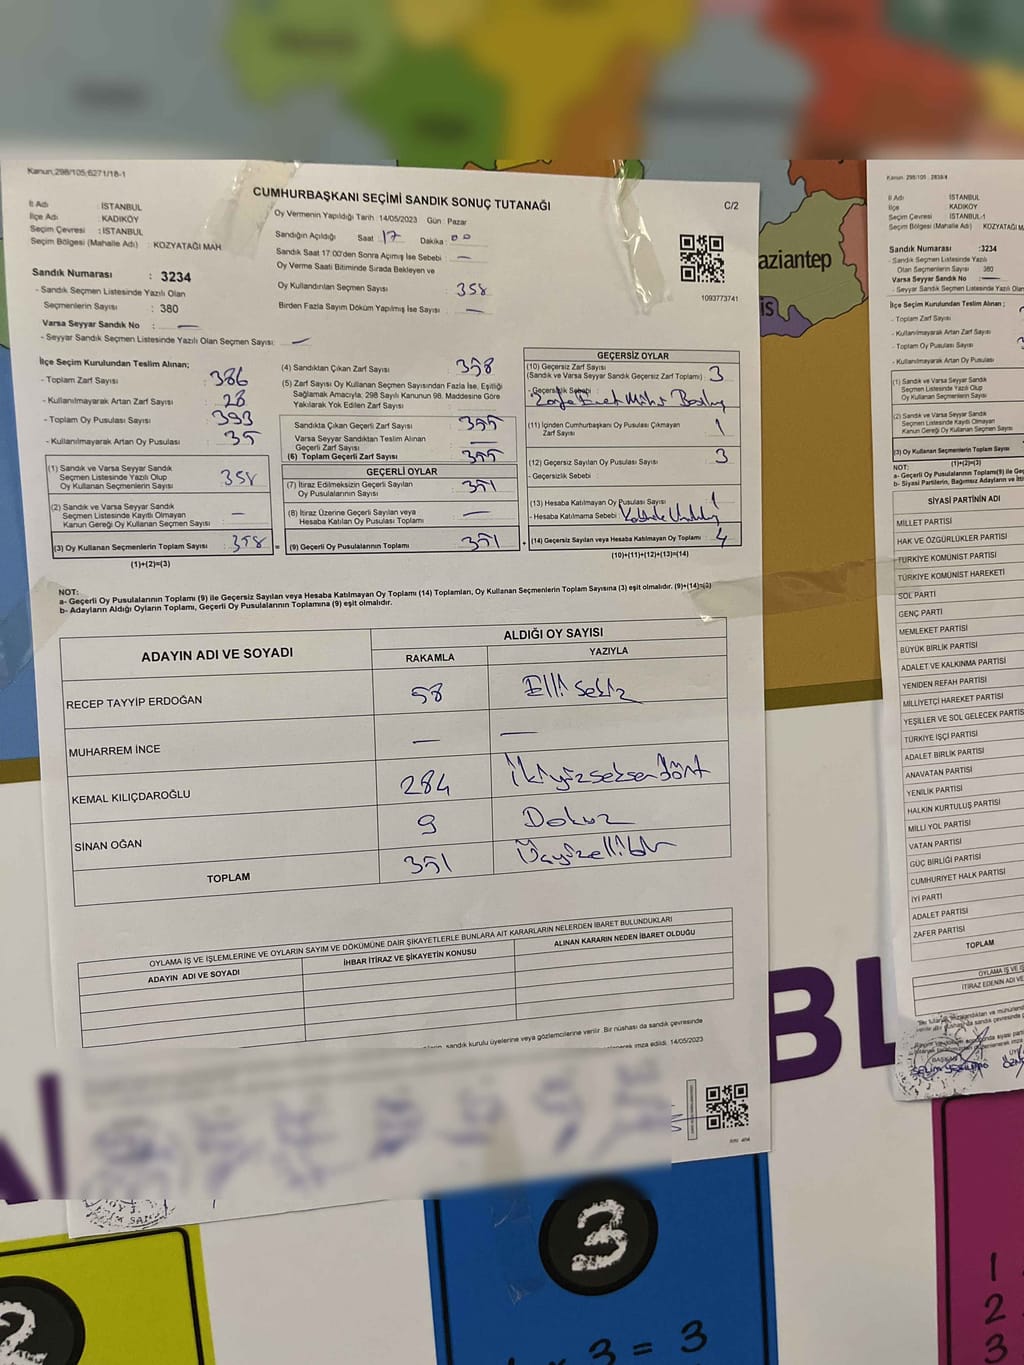 Kanun.298/105;6271/18-1
CUMHURBAŞKANI SEÇİMİ SANDIK SONUÇ TUTANAĞI
C/2
İl Adı : İSTANBUL
İlçe Adı : KADIKÖY
Seçim Çevresi : İSTANBUL
Seçim Bölgesi (Mahalle Adı) : KOZYATAĞI MAH.
Oy Vermenin Yapıldığı Tarih : 14/05/2023 Gün : Pazar
Sandığın Açıldığı Saat 17 Dakika : 00
Sandık Saat 17:00'den Sonra Açımış İse Sebebi : —
Oy Verme Saati Bitiminde Sırada Bekleyen ve
Oy Kullandırılan Seçmen Sayısı : 358
Birden Fazla Sayım Döküm Yapılmış İse Sayısı : —
1093773741
Sandık Numarası : 3234
- Sandık Seçmen Listesinde Yazılı Olan
Seçmenlerin Sayısı : 380
Varsa Seyyar Sandık No : —
- Seyyar Sandık Seçmen Listesinde Yazılı Olan Seçmen Sayısı: —
İlçe Seçim Kurulundan Teslim Alınan;
- Toplam Zarf Sayısı : 386
- Kullanılmayarak Artan Zarf Sayısı : 28
- Toplam Oy Pusulası Sayısı : 393
- Kullanılmayarak Artan Oy Pusulası : 35
(1) Sandık ve Varsa Seyyar Sandık
Seçmen Listesinde Yazılı Olup
Oy Kullanan Seçmenlerin Sayısı : 358
(2) Sandık ve Varsa Seyyar Sandık
Seçmen Listesinde Kayıtlı Olmayan
Kanun Gereği Oy Kullanan Seçmen Sayısı : —
(3) Oy Kullanan Seçmenlerin Toplam Sayısı : 358
(1)+(2)=(3)
(4) Sandıktan Çıkan Zarf Sayısı : 358
(5) Zarf Sayısı Oy Kullanan Seçmen Sayısından Fazla İse, Eşitliği
Sağlamak Amacıyla; 298 Sayılı Kanunun 98. Maddesine Göre
Yakılarak Yok Edilen Zarf Sayısı :
Sandıkta Çıkan Geçerli Zarf Sayısı : 355
Varsa Seyyar Sandıktan Teslim Alınan
Geçerli Zarf Sayısı : —
(6) Toplam Geçerli Zarf Sayısı : 355
GEÇERLİ OYLAR
(7) İtiraz Edilmeksizin Geçerli Sayılan
Oy Pusulalarının Sayısı : 351
(8) İtiraz Üzerine Geçerli Sayılan veya
Hesaba Katılan Oy Pusulası Toplamı : —
(9) Geçerli Oy Pusulalarının Toplamı : 351
GEÇERSİZ OYLAR
(10) Geçersiz Zarf Sayısı
(Sandık ve Varsa Seyyar Sandık Geçersiz Zarf Toplamı) : 3
- Geçersizlik Sebebi :
(11) İçinden Cumhurbaşkanı Oy Pusulası Çıkmayan
Zarf Sayısı : 1
(12) Geçersiz Sayılan Oy Pusulası Sayısı : 3
- Geçersizlik Sebebi :
(13) Hesaba Katılmayan Oy Pusulası Sayısı : 1
- Hesaba Katılmama Sebebi :
(14) Geçersiz Sayılan veya Hesaba Katılmayan Oy Toplamı : 4
(10)+(11)+(12)+(13)=(14)
NOT:
a- Geçerli Oy Pusulalarının Toplamı (9) ile Geçersiz Sayılan veya Hesaba Katılmayan Oy Toplamı (14) Toplamları, Oy Kullanan Seçmenlerin Toplam Sayısına (3) eşit olmalıdır. (9)+(14)=(3)
b- Adayların Aldığı Oyların Toplamı, Geçerli Oy Pusulalarının Toplamına (9) eşit olmalıdır.
ADAYIN ADI VE SOYADI
ALDIĞI OY SAYISI
RAKAMLA YAZIYLA
RECEP TAYYİP ERDOĞAN 58 Elli sekiz
MUHARREM İNCE — —
KEMAL KILIÇDAROĞLU 284 İkiyüzseksendört
SİNAN OĞAN 9 Dokuz
TOPLAM 351 Üçyüzellibir
OYLAMA İŞ VE İŞLEMLERİNE VE OYLARIN SAYIM VE DÖKÜMÜNE DAİR ŞİKAYETLERLE BUNLARA AİT KARARLARIN NELERDEN İBARET BULUNDUKLARI
ADAYIN ADI VE SOYADI İHBAR İTİRAZ VE ŞİKAYETİN KONUSU ALINAN KARARIN NEDEN İBARET OLDUĞU
sandık kurulu üyelerine veya gözlemcilerine verilir. Bir nüshası da sandık çevresinde
imza edildi. 14/05/2023
aziantep
is
BL
3
2
3 = 3
1
2
3
Kanun. 298/105 : 2839/4
İl Adı İSTANBUL
İlçe KADIKÖY
Seçim Çevresi : İSTANBUL-1
Seçim Bölgesi (Mahalle Adı) KOZYATAĞI MA
Sandık Numarası :3234
- Sandık Seçmen Listesinde Yazılı
Olan Seçmenlerin Sayısı 380
Varsa Seyyar Sandık No
- Seyyar Sandık Seçmen Listesinde Yazılı Olan
İlçe Seçim Kurulundan Teslim Alınan ;
- Toplam Zarf Sayısı
- Kullanılmayarak Artan Zarf Sayısı
- Toplam Oy Pusulası Sayısı
- Kullanılmayarak Artan Oy Pusulası
(1) Sandık ve Varsa Seyyar Sandık
Seçmen Listesinde Yazılı Olup
Oy Kullanan Seçmenlerin Sayısı
(2) Sandık ve Varsa Seyyar Sandık
Seçmen Listesinde Kayıtlı Olmayan
Kanun Gereği Oy Kullanan Seçmen Sayısı
(3) Oy Kullanan Seçmenlerin Toplam Sayısı
(1)+(2)=(3)
NOT:
a- Geçerli Oy Pusulalarının Toplamı(9) ile Geç
b- Siyasi Partilerin, Bağımsız Adayların ve İtti
SİYASİ PARTİNİN ADI
MİLLET PARTİSİ
HAK VE ÖZGÜRLÜKLER PARTİSİ
TÜRKİYE KOMÜNİST PARTİSİ
TÜRKİYE KOMÜNİST HAREKETİ
SOL PARTİ
GENÇ PARTİ
MEMLEKET PARTİSİ
BÜYÜK BİRLİK PARTİSİ
ADALET VE KALKINMA PARTİSİ
YENİDEN REFAH PARTİSİ
MİLLİYETÇİ HAREKET PARTİSİ
YEŞİLLER VE SOL GELECEK PARTİSİ
TÜRKİYE İŞÇİ PARTİSİ
ADALET BİRLİK PARTİSİ
ANAVATAN PARTİSİ
YENİLİK PARTİSİ
HALKIN KURTULUŞ PARTİSİ
MİLLİ YOL PARTİSİ
VATAN PARTİSİ
GÜÇ BİRLİĞİ PARTİSİ
CUMHURİYET HALK PARTİSİ
İYİ PARTİ
ADALET PARTİSİ
ZAFER PARTİSİ
TOPLAM
OYLAMA İŞ VE İŞ
İTİRAZ EDENİN ADI VE
BAŞKAN